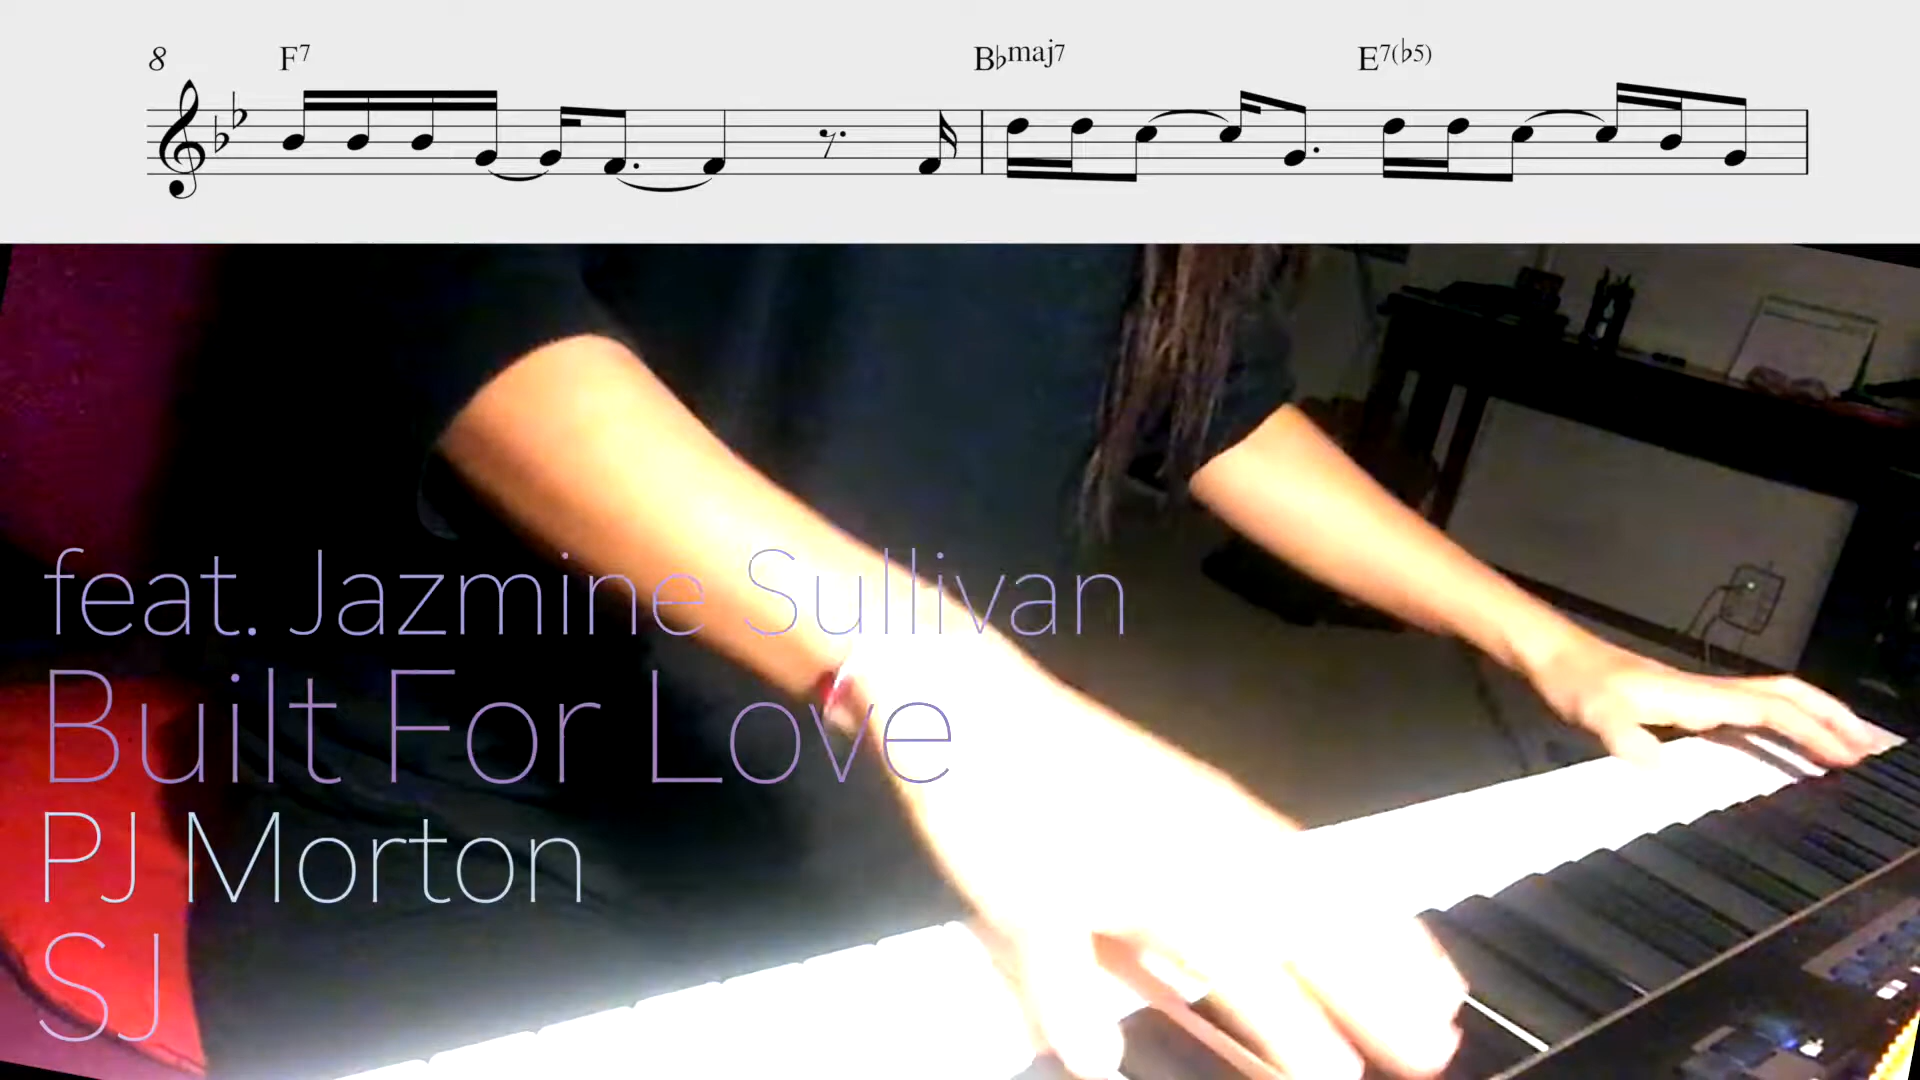 8 F7 B♭maj7 E7(♭5)
feat. Jazmine Sullivan
Built For Love
PJ Morton
SJ